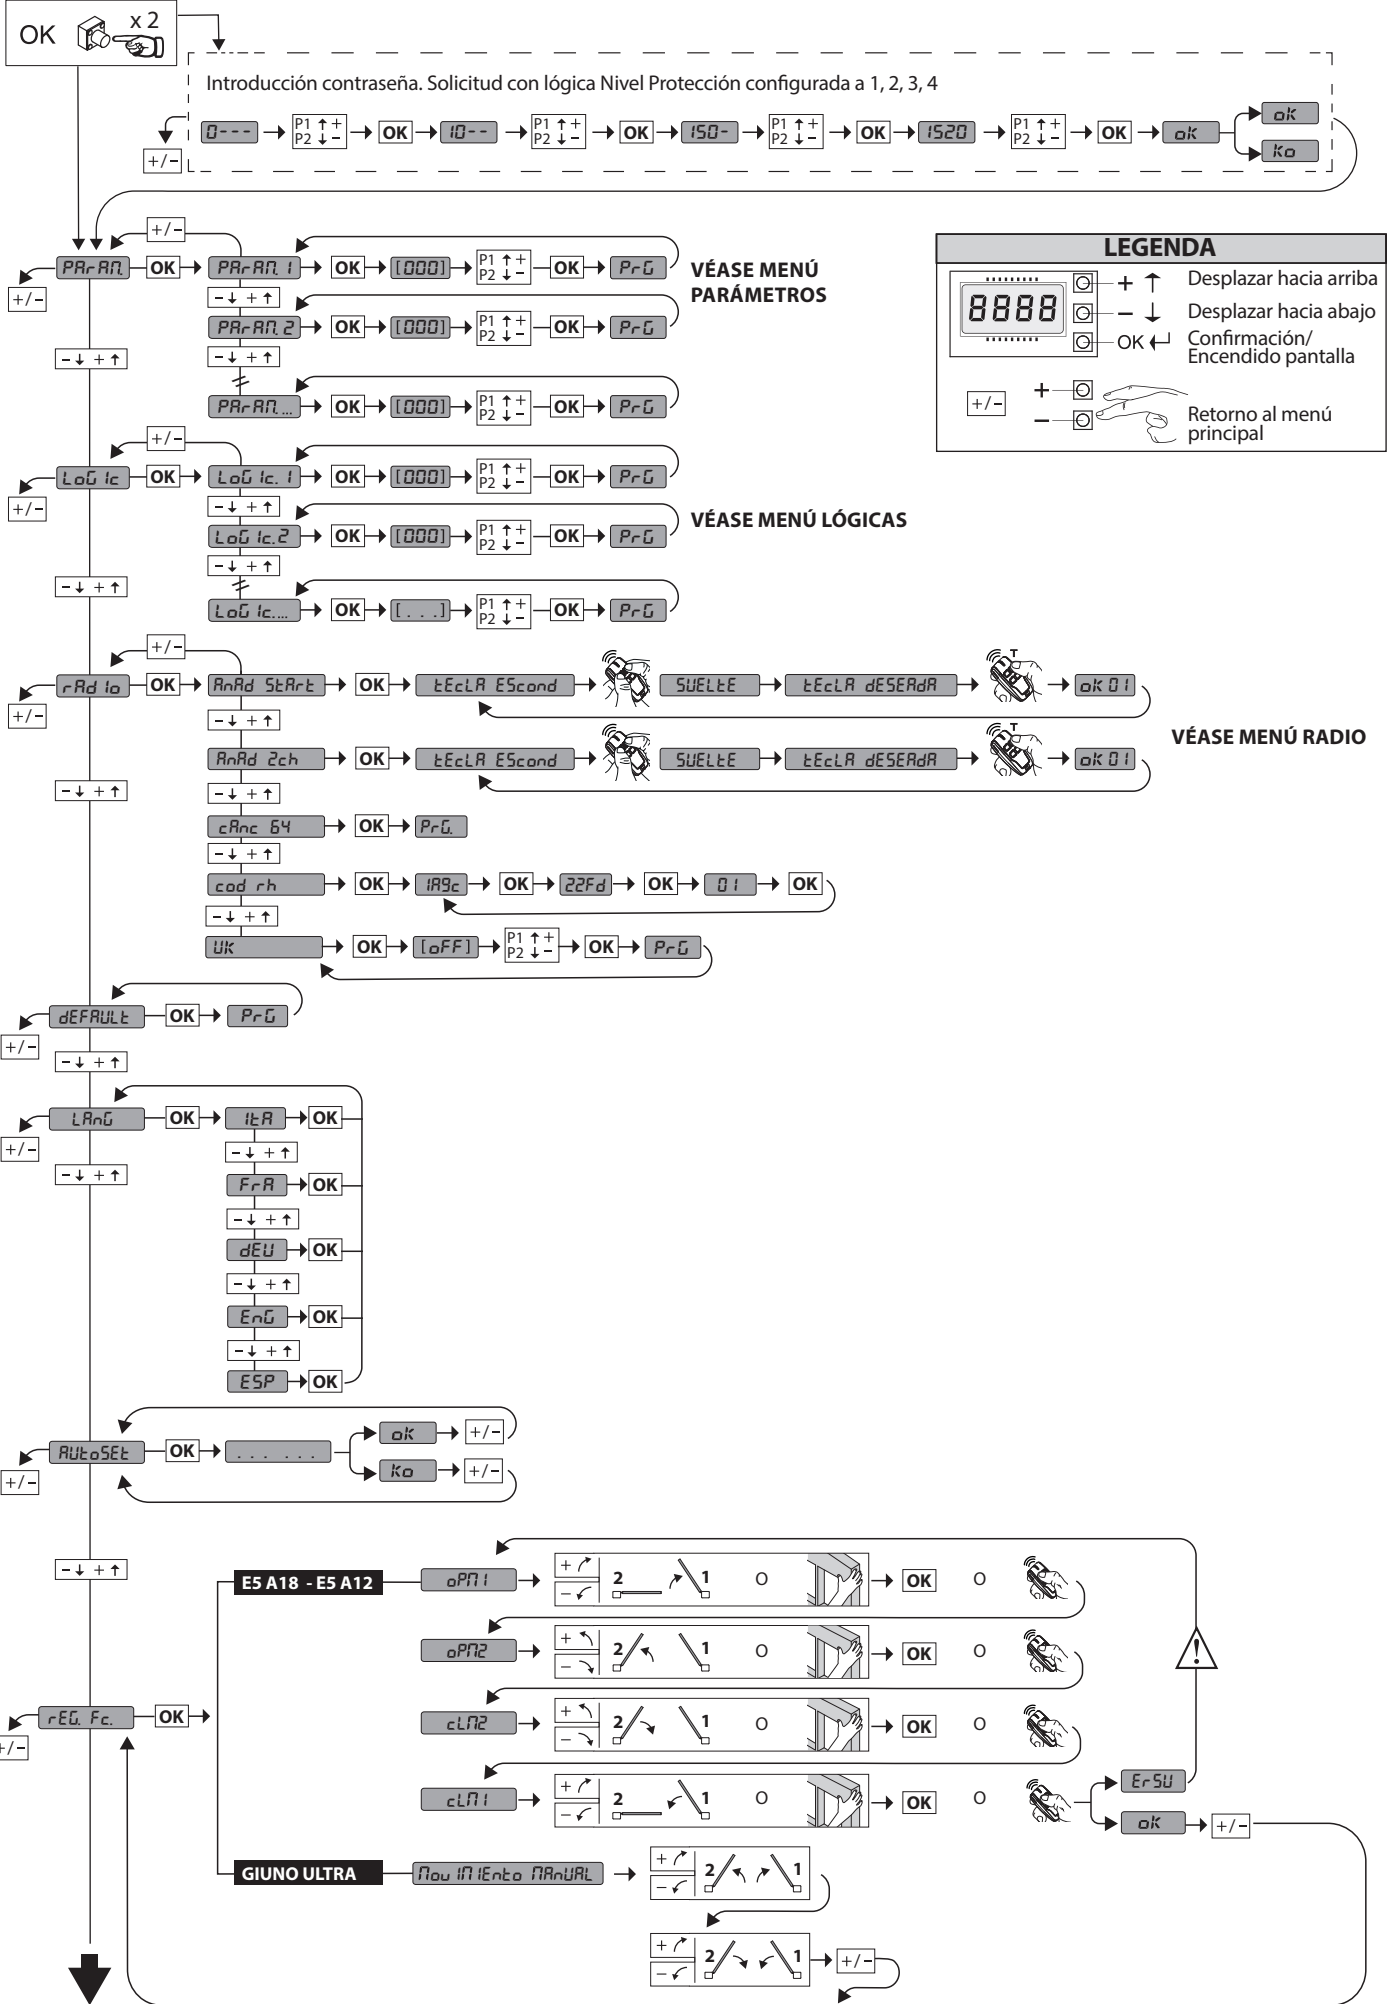 OK x 2
Introducción contraseña. Solicitud con lógica Nivel Protección configurada a 1, 2, 3, 4
+/-
0--- P1 ↑ + P2 ↓ - OK 10-- P1 ↑ + P2 ↓ - OK 150- P1 ↑ + P2 ↓ - OK 1520 P1 ↑ + P2 ↓ - OK oK
oK
Ko
LEGENDA
8888
+ ↑ Desplazar hacia arriba
- ↓ Desplazar hacia abajo
OK Confirmación/
Encendido pantalla
+/- + -
Retorno al menú
principal
+/-
+/- PArAM. OK PArAM. 1 OK [000] P1 ↑ + P2 ↓ - OK PrG
- ↓ + ↑
PArAM. 2 OK [000] P1 ↑ + P2 ↓ - OK PrG
- ↓ + ↑
PArAM.... OK [000] P1 ↑ + P2 ↓ - OK PrG
VÉASE MENÚ
PARÁMETROS
- ↓ + ↑
+/-
+/- LoGIc OK LoGIc. 1 OK [000] P1 ↑ + P2 ↓ - OK PrG
- ↓ + ↑
LoGIc.2 OK [000] P1 ↑ + P2 ↓ - OK PrG
- ↓ + ↑
LoGIc.... OK [...] P1 ↑ + P2 ↓ - OK PrG
VÉASE MENÚ LÓGICAS
- ↓ + ↑
+/-
+/- rAdIo OK AnAd StArt OK tEcLA EScond SUELtE tEcLA dESEAdA T oK 01
- ↓ + ↑
AnAd 2ch OK tEcLA EScond SUELtE tEcLA dESEAdA T oK 01
VÉASE MENÚ RADIO
- ↓ + ↑
- ↓ + ↑
cAnc 64 OK PrG.
- ↓ + ↑
cod rh OK 1A9c OK 22Fd OK 01 OK
- ↓ + ↑
UK OK [oFF] P1 ↑ + P2 ↓ - OK PrG
+/- dEFAULt OK PrG
- ↓ + ↑
+/- LAnG OK ItA OK
- ↓ + ↑
- ↓ + ↑
FrA OK
- ↓ + ↑
dEU OK
- ↓ + ↑
EnG OK
- ↓ + ↑
ESP OK
+/- AUtoSEt OK . . . . . .
oK +/-
Ko +/-
- ↓ + ↑
+/- rEG. Fc. OK
E5 A18 - E5 A12 oPM1 + - 2 1 O OK O
oPM2 + - 2 1 O OK O
cLM2 + - 2 1 O OK O
cLM1 + - 2 1 O OK O
!
ErSU
oK +/-
GIUNO ULTRA MovIMIEnto MAnUAL + - 2 1
+ - 2 1 +/-